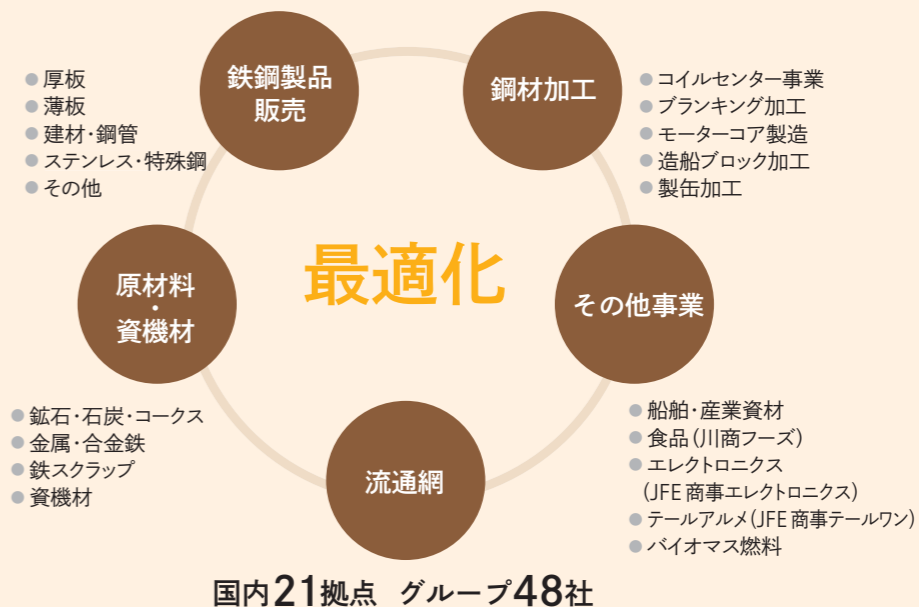 鉄鋼製品
販売
● 厚板
● 薄板
● 建材・鋼管
● ステンレス・特殊鋼
● その他
鋼材加工
● コイルセンター事業
● ブランキング加工
● モーターコア製造
● 造船ブロック加工
● 製缶加工
最適化
原材料
・
資機材
● 鉱石・石炭・コークス
● 金属・合金鉄
● 鉄スクラップ
● 資機材
その他事業
● 船舶・産業資材
● 食品(川商フーズ)
● エレクトロニクス
(JFE商事エレクトロニクス)
● テールアルメ(JFE商事テールワン)
● バイオマス燃料
流通網
国内21拠点 グループ48社